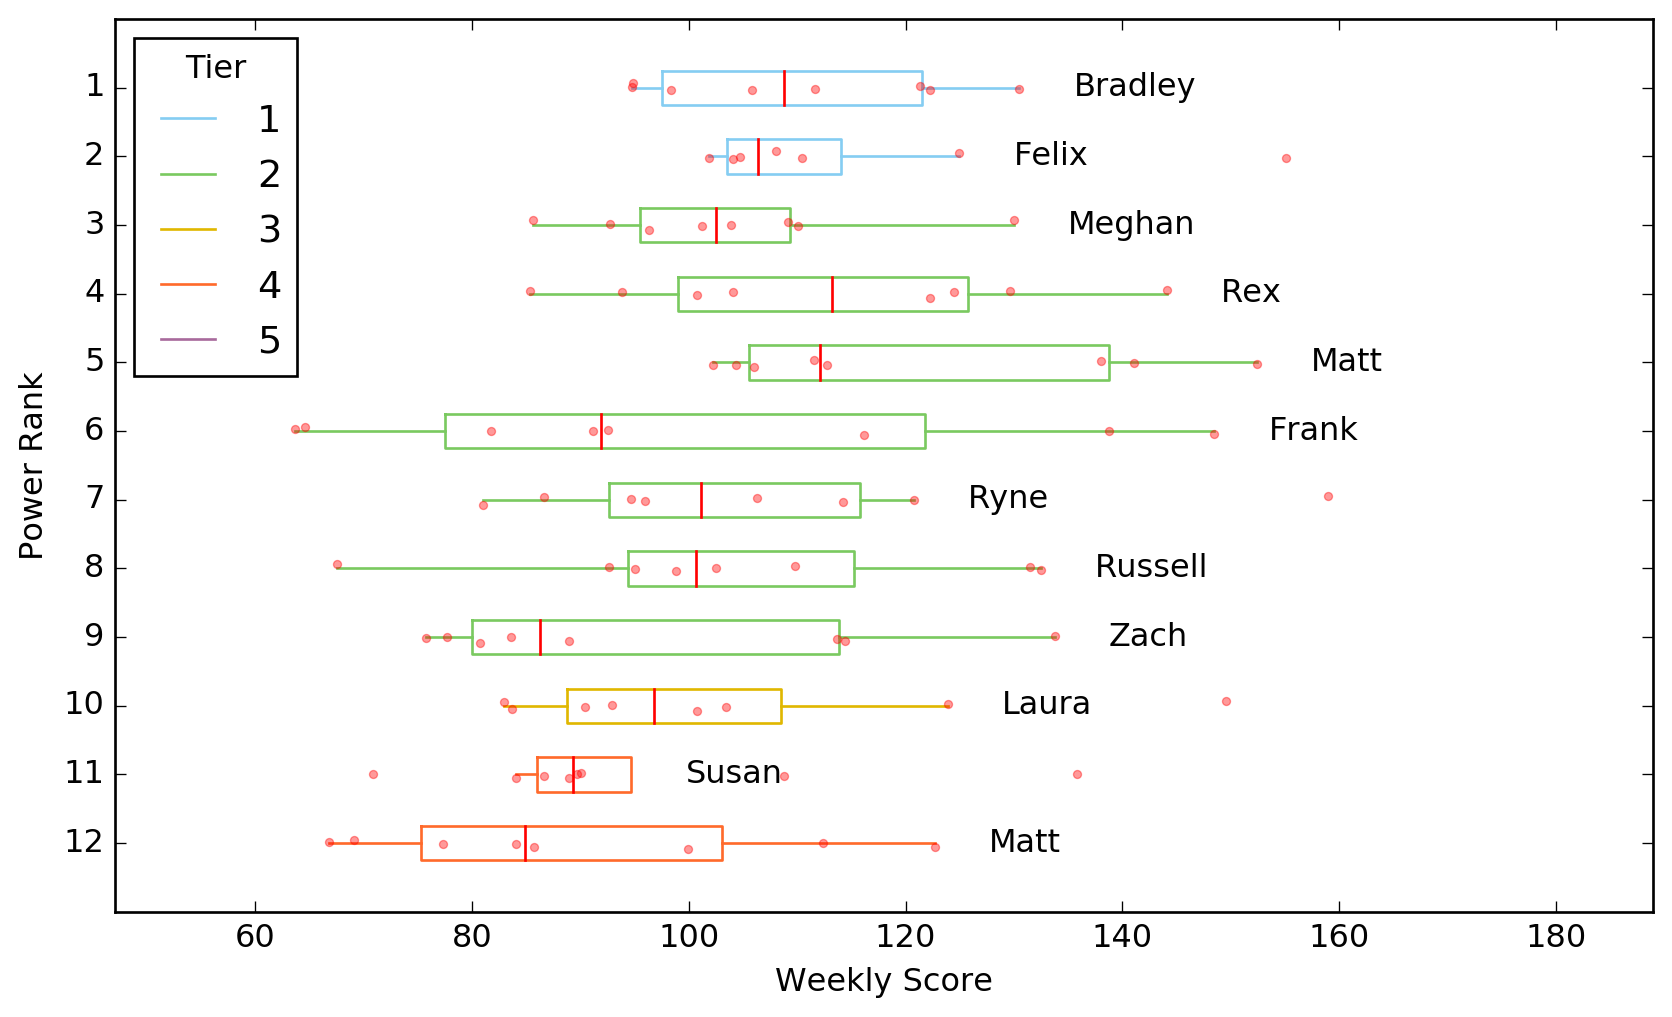 Tier
1
2
3
4
5
Power Rank
1 Bradley
2 Felix
3 Meghan
4 Rex
5 Matt
6 Frank
7 Ryne
8 Russell
9 Zach
10 Laura
11 Susan
12 Matt
60 80 100 120 140 160 180
Weekly Score